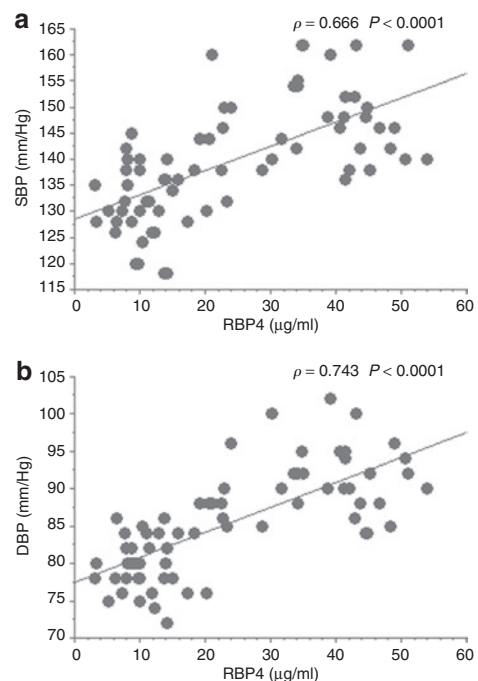 a
ρ = 0.666 P < 0.0001
165
160
155
150
145
140
135
130
125
120
115
SBP (mm/Hg)
0 10 20 30 40 50 60
RBP4 (μg/ml)
b
ρ = 0.743 P < 0.0001
105
100
95
90
85
80
75
70
DBP (mm/Hg)
0 10 20 30 40 50 60
RBP4 (μg/ml)